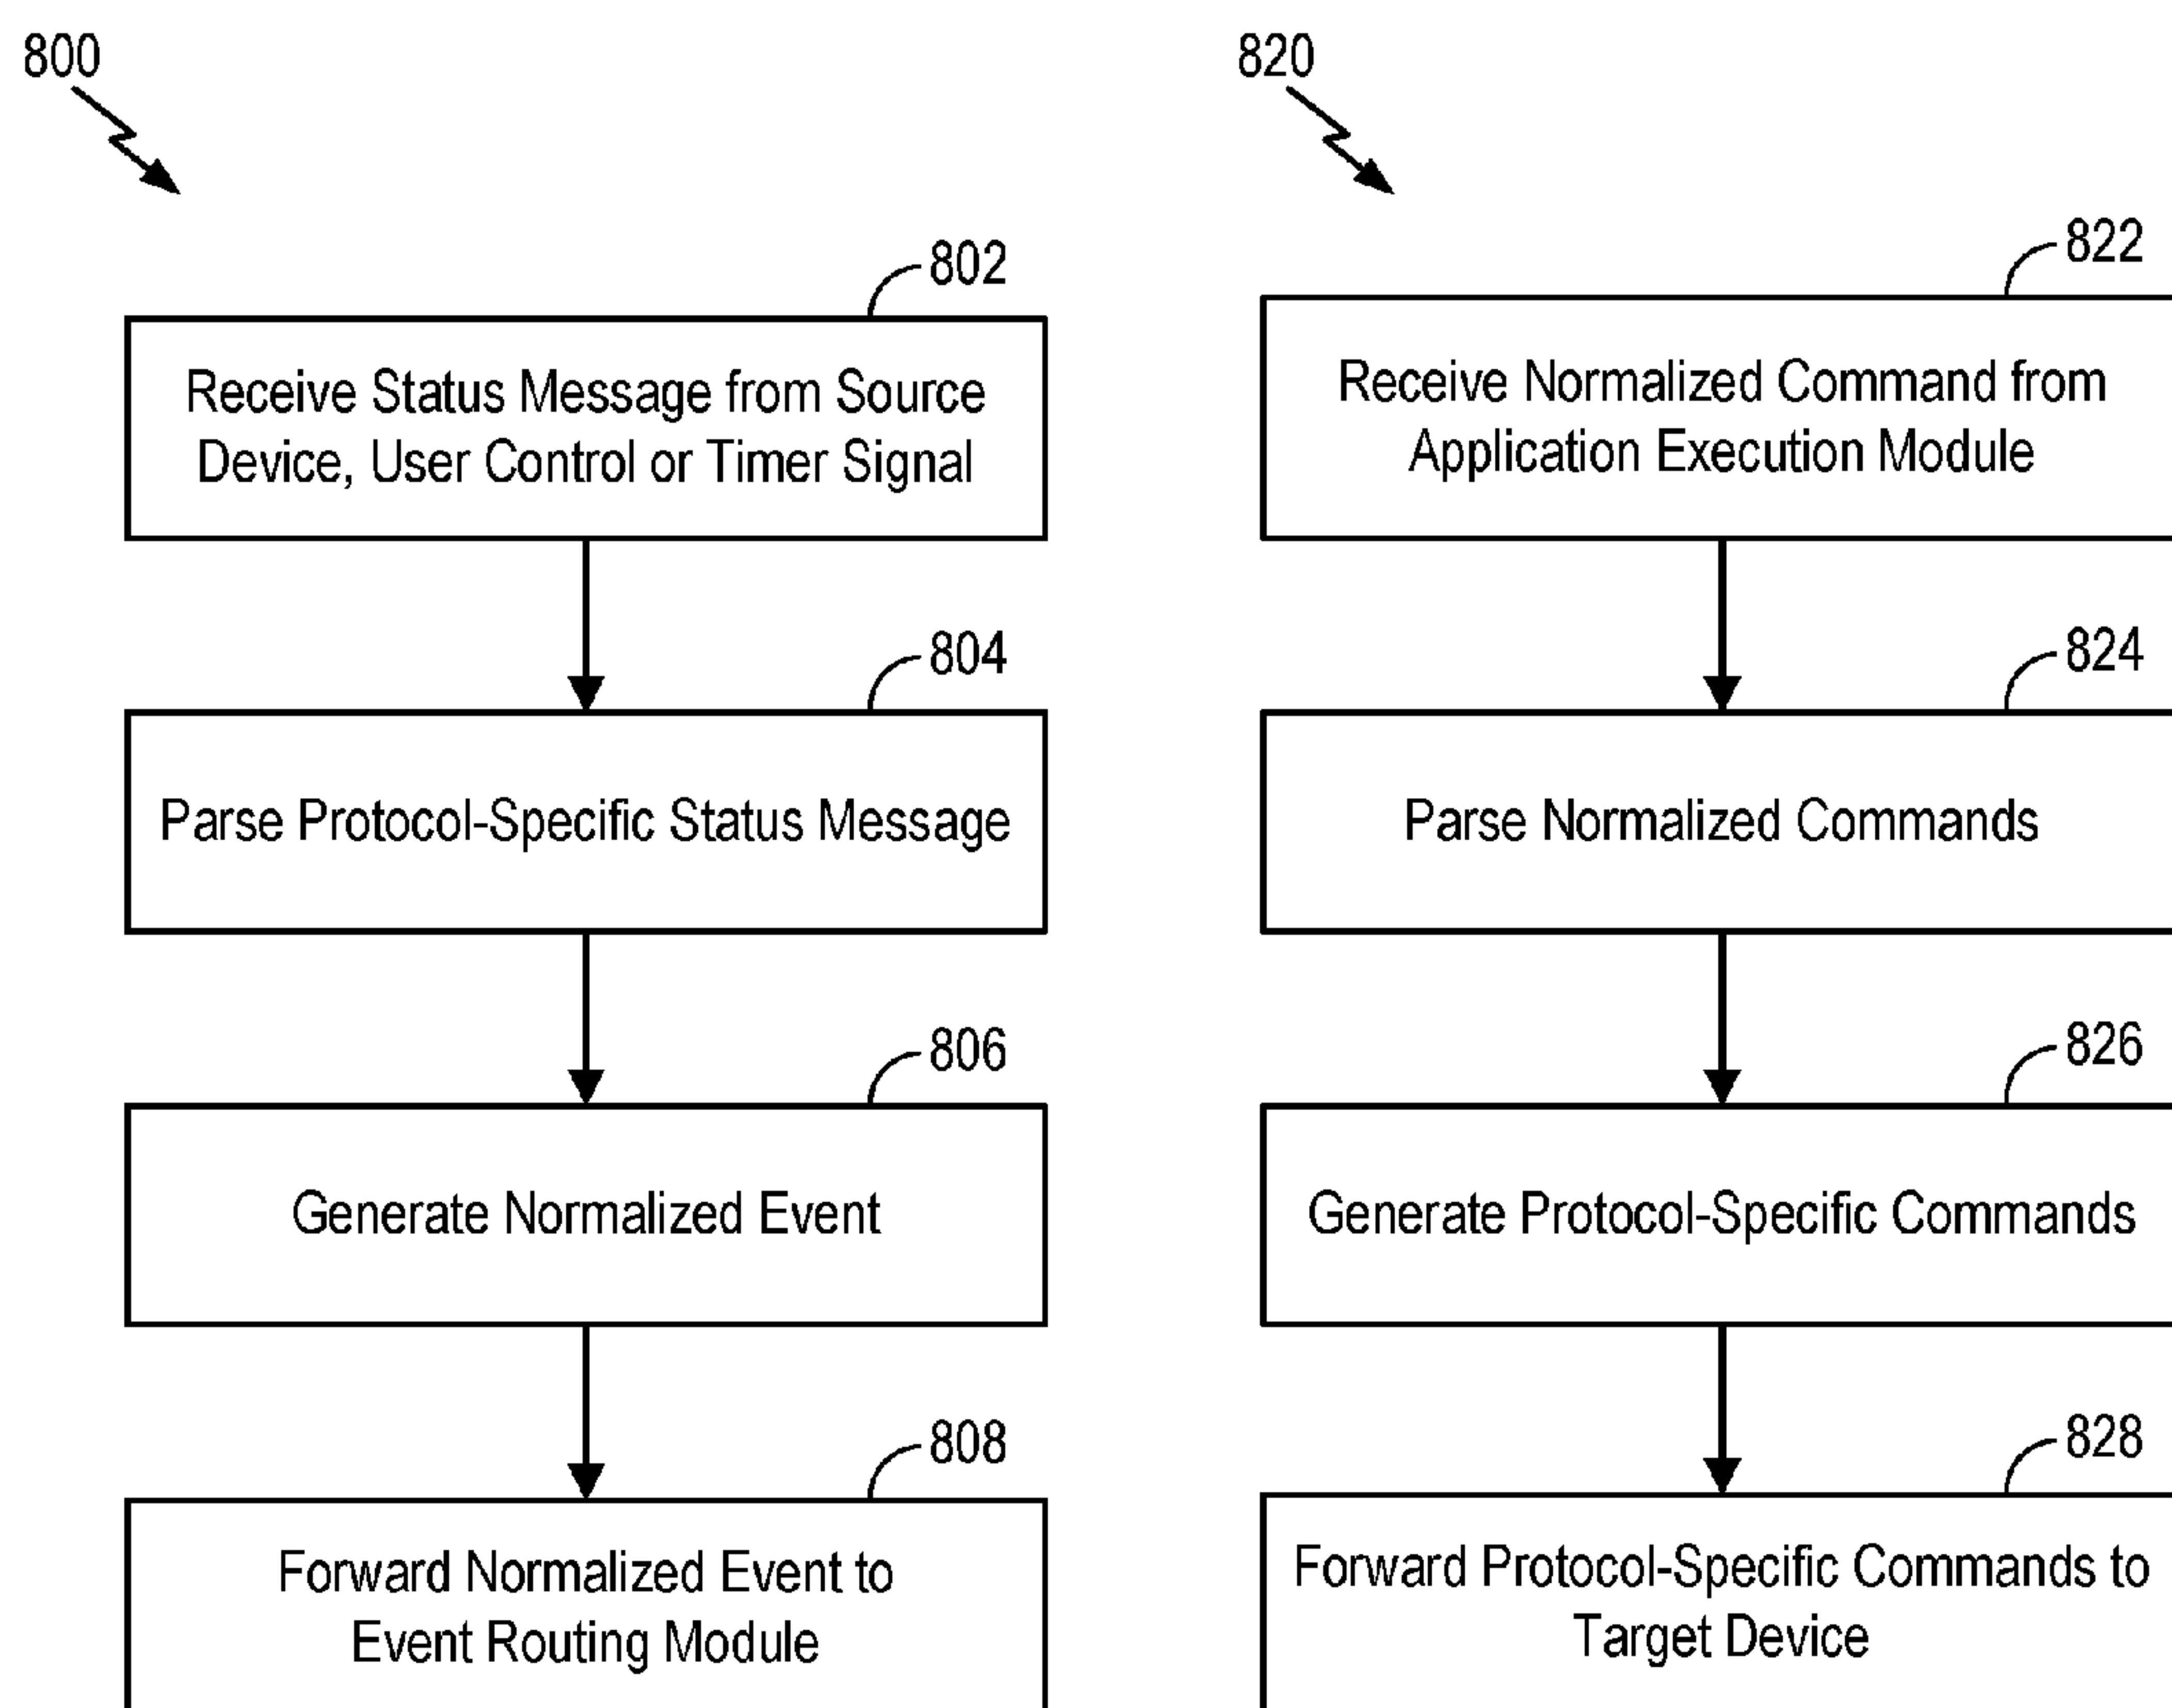 800
802
Receive Status Message from Source
Device, User Control or Timer Signal
804
Parse Protocol-Specific Status Message
806
Generate Normalized Event
808
Forward Normalized Event to
Event Routing Module
820
822
Receive Normalized Command from
Application Execution Module
824
Parse Normalized Commands
826
Generate Protocol-Specific Commands
828
Forward Protocol-Specific Commands to
Target Device